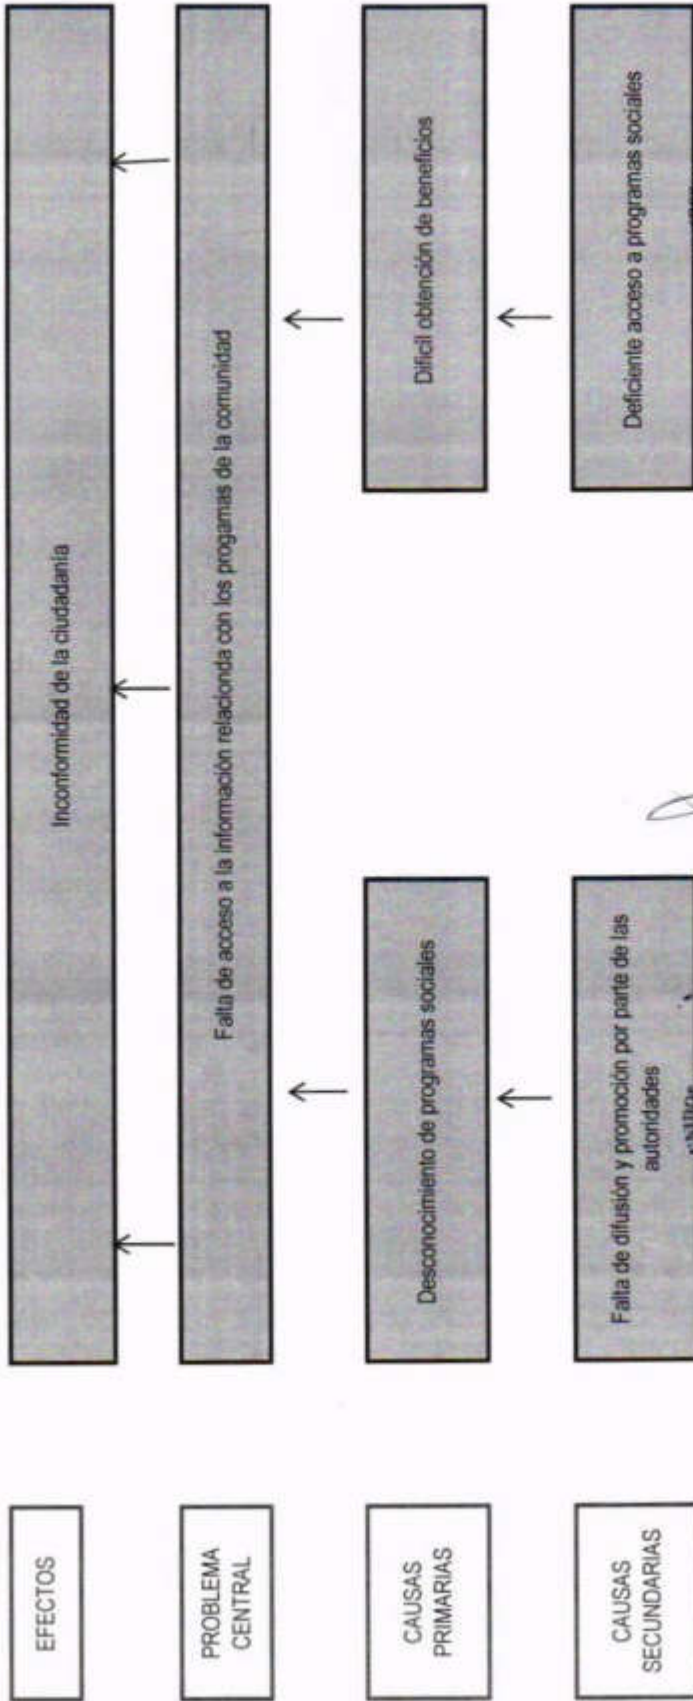 EFECTOS
Inconformidad de la ciudadanía
PROBLEMA
CENTRAL
Falta de acceso a la información relacionda con los progamas de la comunidad
CAUSAS
PRIMARIAS
Desconocimiento de programas sociales
Dificil obtención de beneficios
CAUSAS
SECUNDARIAS
Falta de difusión y promoción por parte de las
autoridades
Deficiente acceso a programas sociales